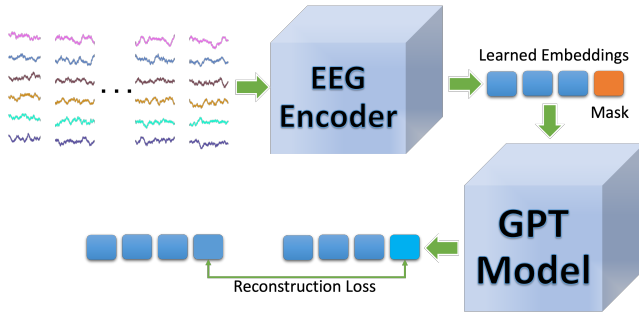 EEG
Encoder
Learned Embeddings
Mask
GPT
Model
Reconstruction Loss